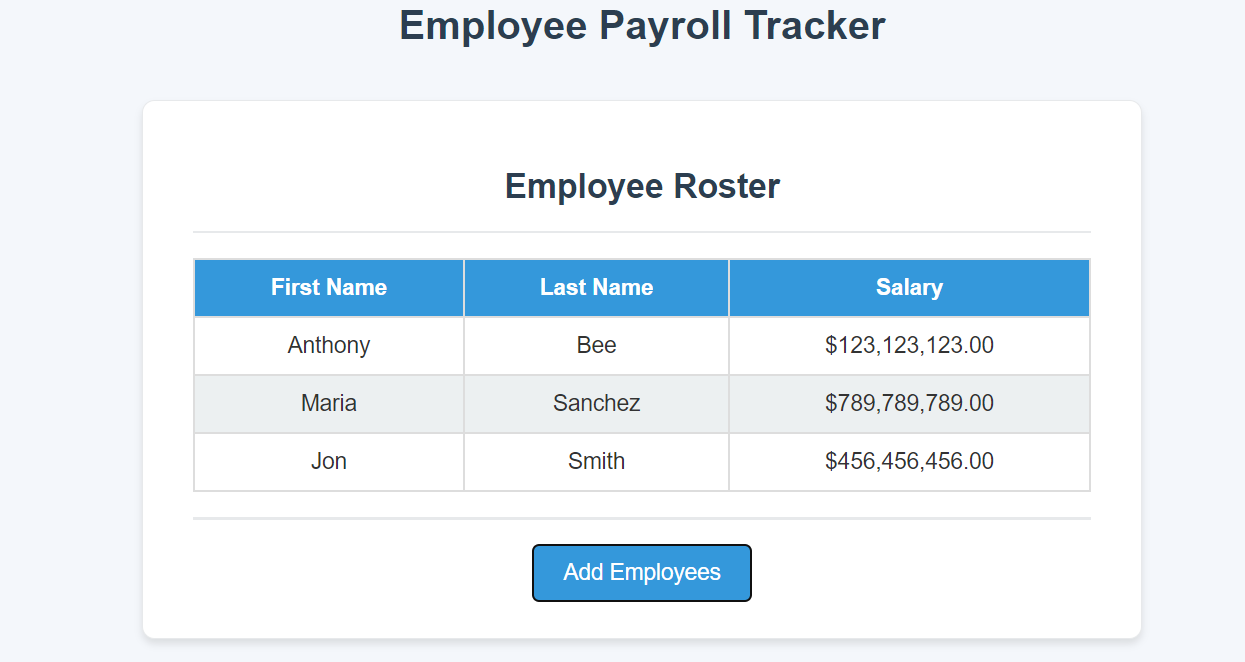 Employee Payroll Tracker
Employee Roster
First Name Last Name Salary
Anthony Bee $123,123,123.00
Maria Sanchez $789,789,789.00
Jon Smith $456,456,456.00
Add Employees